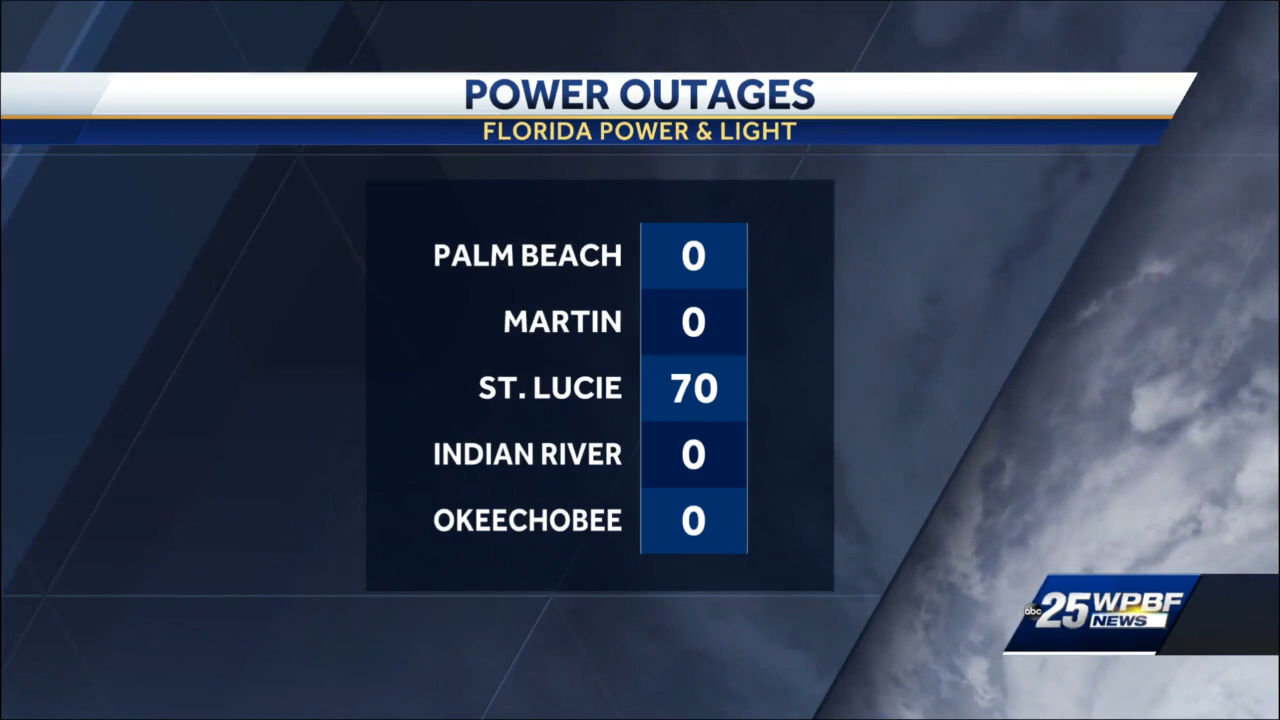 POWER OUTAGES
FLORIDA POWER & LIGHT
PALM BEACH 0
MARTIN 0
ST. LUCIE 70
INDIAN RIVER 0
OKEECHOBEE 0
abc 25 WPBF
NEWS